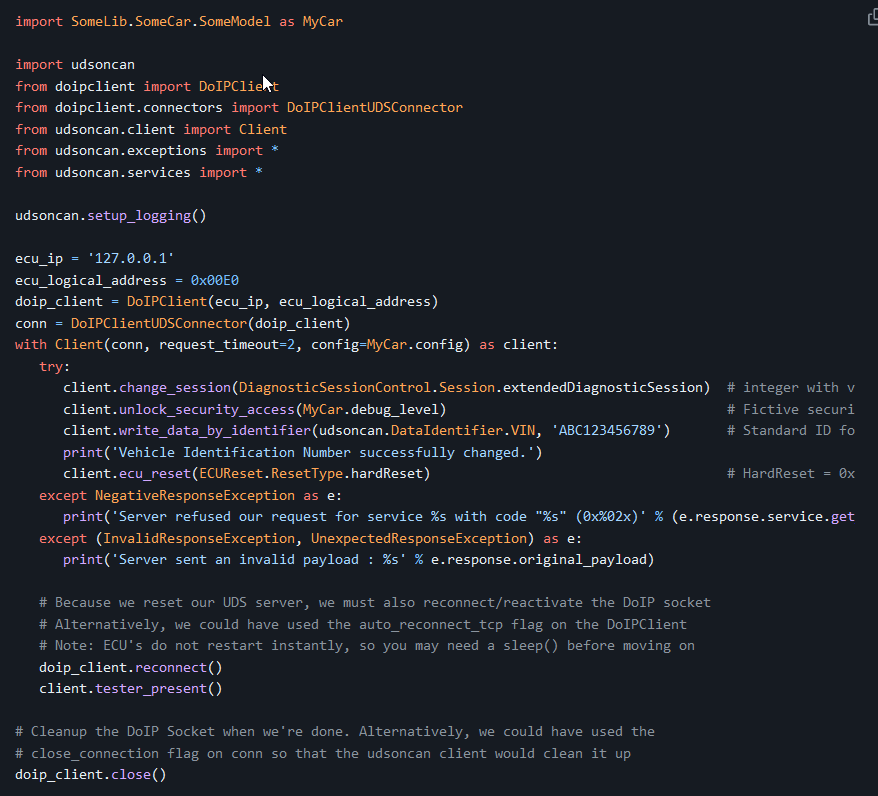 import SomeLib.SomeCar.SomeModel as MyCar

import udsoncan
from doipclient import DoIPClient
from doipclient.connectors import DoIPClientUDSConnector
from udsoncan.client import Client
from udsoncan.exceptions import *
from udsoncan.services import *

udsoncan.setup_logging()

ecu_ip = '127.0.0.1'
ecu_logical_address = 0x00E0
doip_client = DoIPClient(ecu_ip, ecu_logical_address)
conn = DoIPClientUDSConnector(doip_client)
with Client(conn, request_timeout=2, config=MyCar.config) as client:
   try:
      client.change_session(DiagnosticSessionControl.Session.extendedDiagnosticSession)  # integer with v
      client.unlock_security_access(MyCar.debug_level)                                   # Fictive securi
      client.write_data_by_identifier(udsoncan.DataIdentifier.VIN, 'ABC123456789')       # Standard ID fo
      print('Vehicle Identification Number successfully changed.')
      client.ecu_reset(ECUReset.ResetType.hardReset)                                     # HardReset = 0x
   except NegativeResponseException as e:
      print('Server refused our request for service %s with code "%s" (0x%02x)' % (e.response.service.get
   except (InvalidResponseException, UnexpectedResponseException) as e:
      print('Server sent an invalid payload : %s' % e.response.original_payload)

   # Because we reset our UDS server, we must also reconnect/reactivate the DoIP socket
   # Alternatively, we could have used the auto_reconnect_tcp flag on the DoIPClient
   # Note: ECU's do not restart instantly, so you may need a sleep() before moving on
   doip_client.reconnect()
   client.tester_present()

# Cleanup the DoIP Socket when we're done. Alternatively, we could have used the
# close_connection flag on conn so that the udsoncan client would clean it up
doip_client.close()